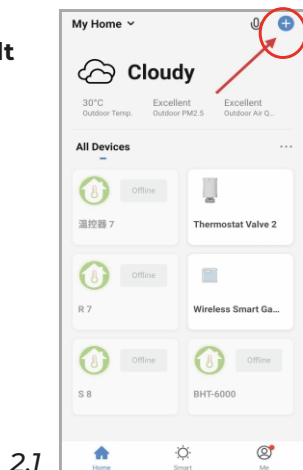 lt
My Home
Cloudy
30°C
Outdoor Temp.
Excellent
Outdoor PM2.5
Excellent
Outdoor Air Q...
All Devices
Offline
温控器 7
Thermostat Valve 2
Offline
R 7
Wireless Smart Ga...
Offline
S 8
Offline
BHT-6000
Home
Smart
Me
2.1